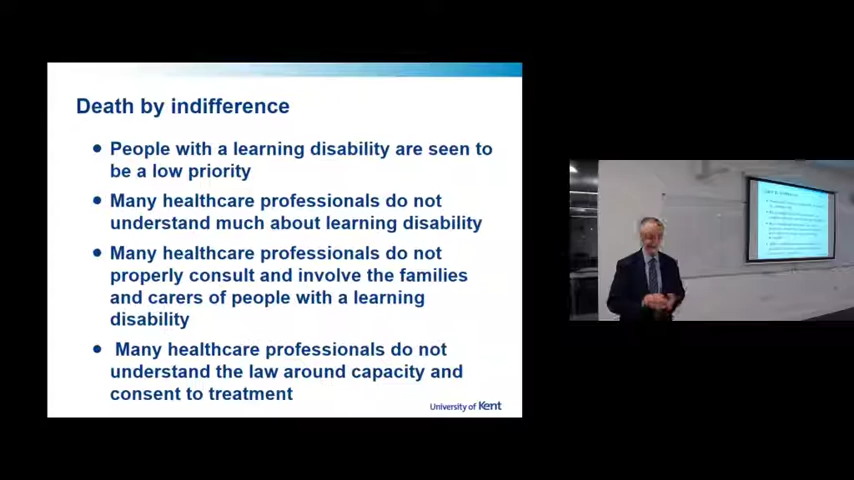 Death by indifference
• People with a learning disability are seen to
be a low priority
• Many healthcare professionals do not
understand much about learning disability
• Many healthcare professionals do not
properly consult and involve the families
and carers of people with a learning
disability
• Many healthcare professionals do not
understand the law around capacity and
consent to treatment
University of Kent